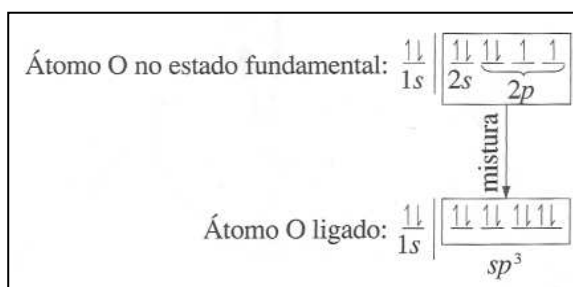 Átomo O no estado fundamental: 1s 2s 2p
mistura
Átomo O ligado: 1s
sp³